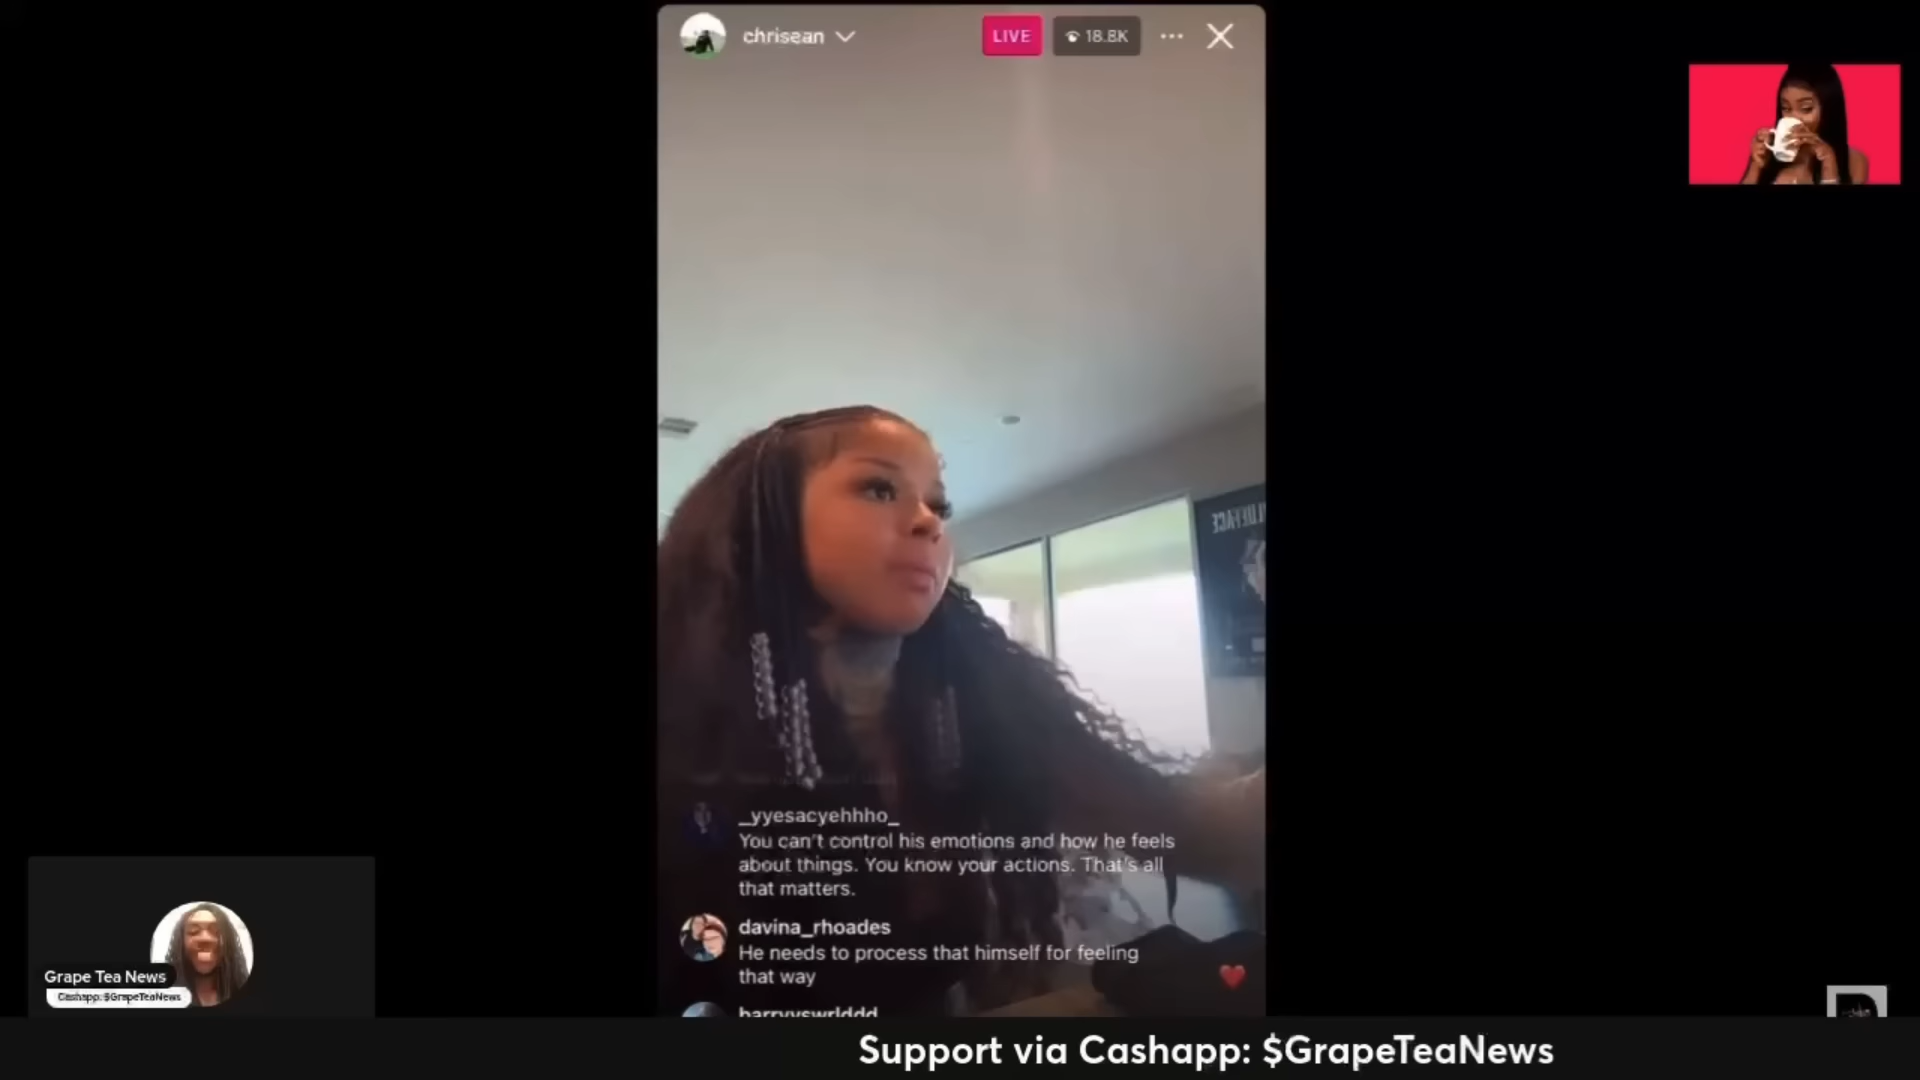 chrisean
LIVE
18.8K
_yyesacyehhho_
You can't control his emotions and how he feels
about things. You know your actions. That's all
that matters.
davina_rhoades
He needs to process that himself for feeling
that way
Grape Tea News
Cashapp: $GrapeTeaNews
Support via Cashapp: $GrapeTeaNews